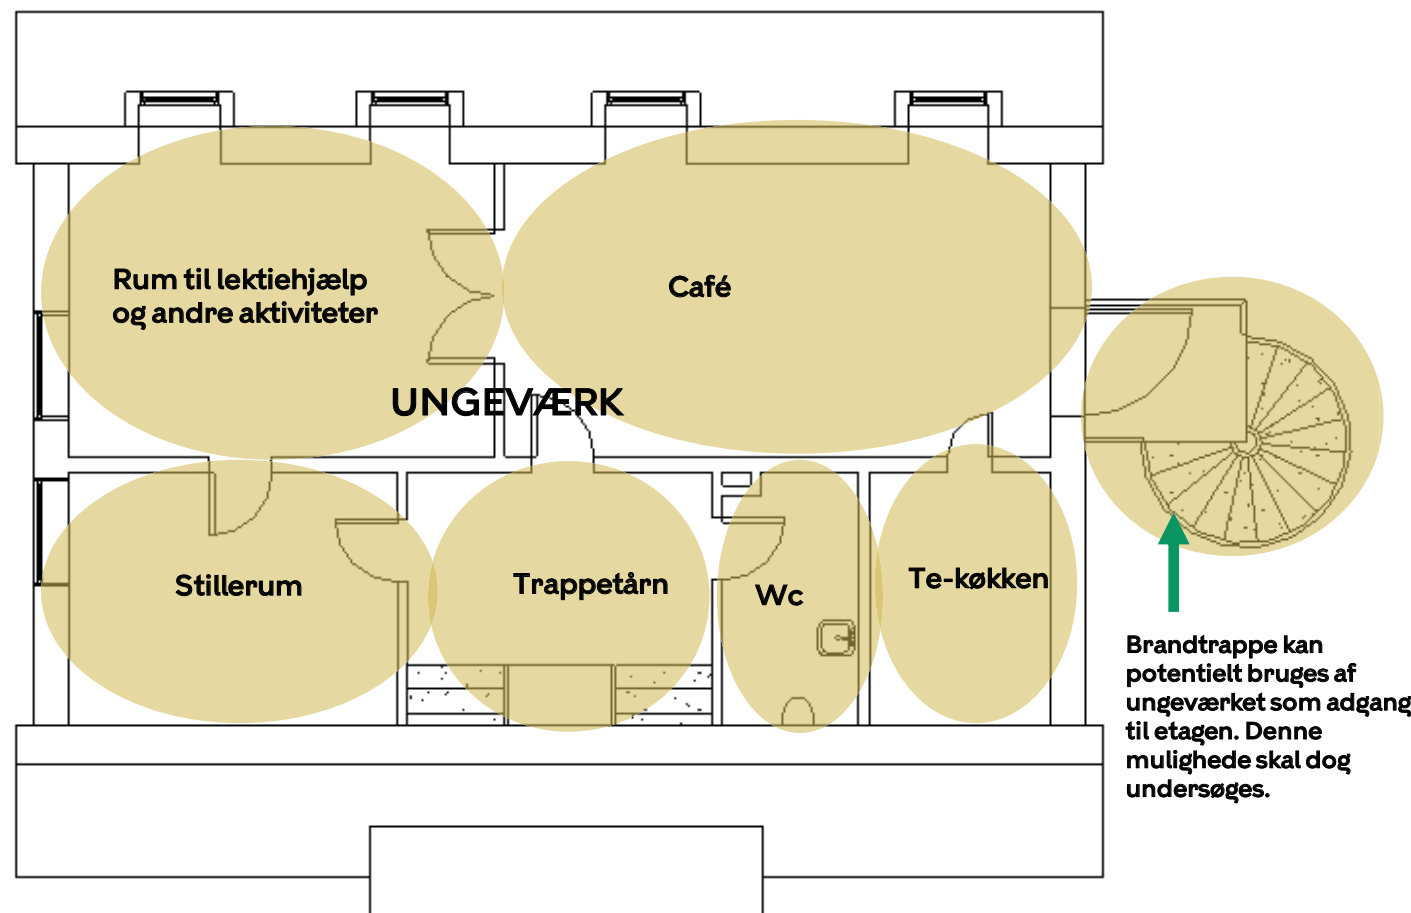 Rum til lektiehjælp
og andre aktiviteter
Café
UNGEVÆRK
Stillerum
Trappetårn
Wc
Te-køkken
Brandtrappe kan
potentielt bruges af
ungeværket som adgang
til etagen. Denne
mulighede skal dog
undersøges.